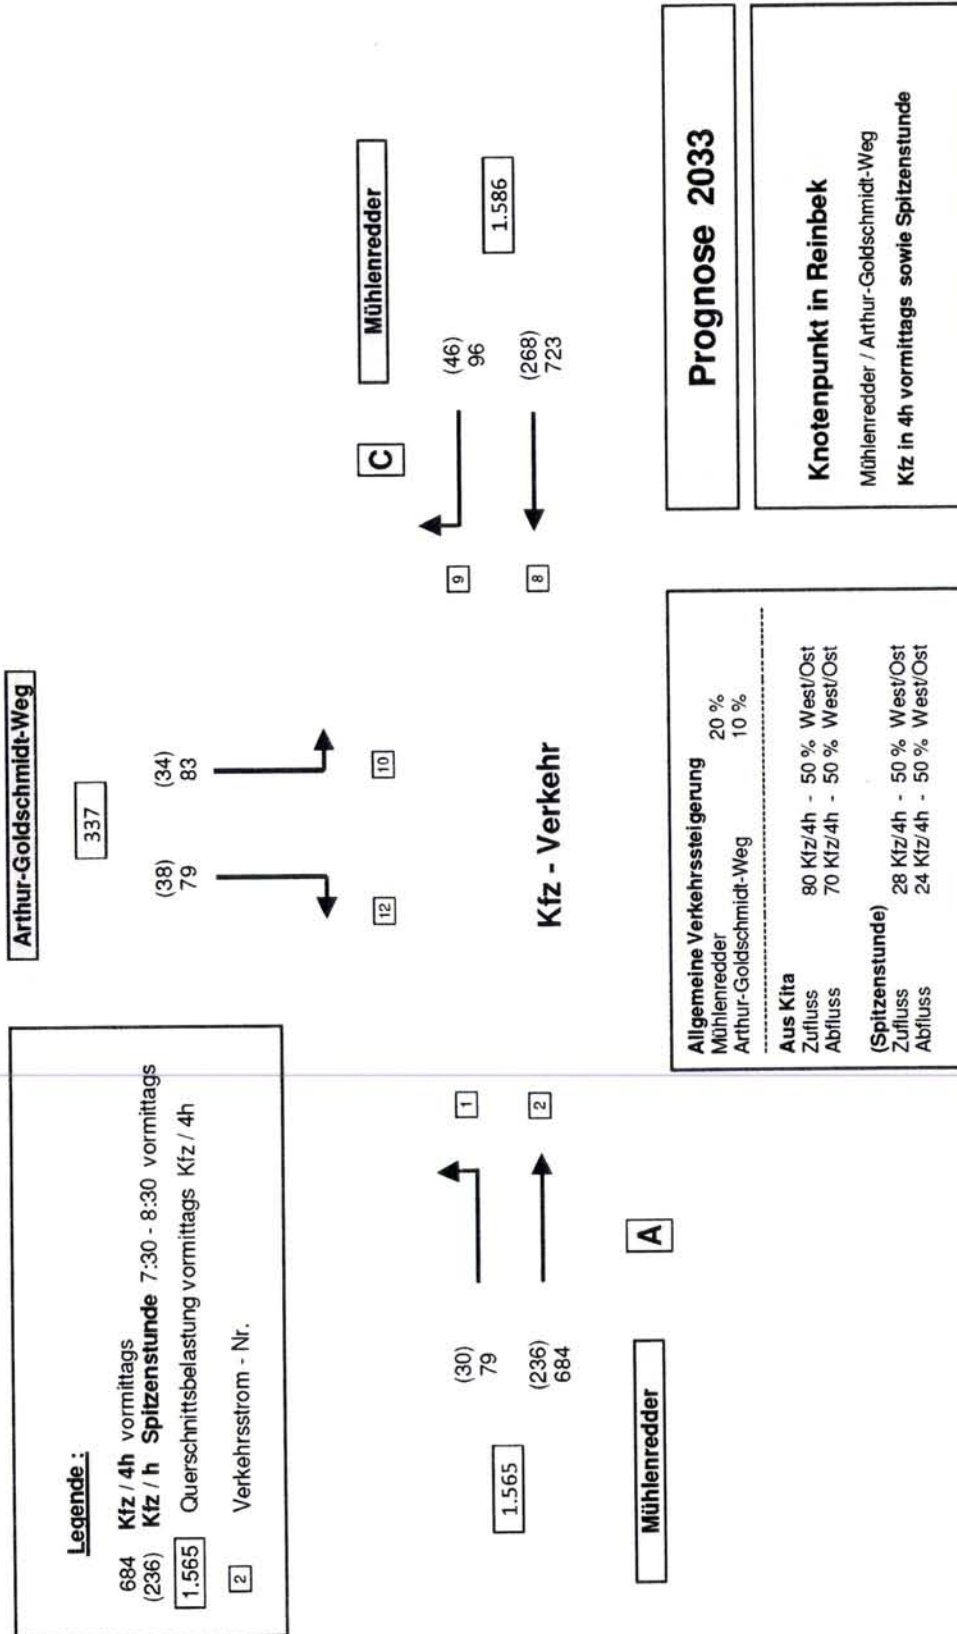 Legende :
684 Kfz / 4h vormittags
(236) Kfz / h Spitzenstunde 7:30 - 8:30 vormittags
1.565 Querschnittsbelastung vormittags Kfz / 4h
2 Verkehrsstrom - Nr.
Arthur-Goldschmidt-Weg
337
(38) (34)
79 83
12 10
Mühlenredder
C
1.586
(46)
96
9
(268)
723
8
1.565
(30)
79
1
(236)
684
2
Kfz - Verkehr
A
Mühlenredder
Allgemeine Verkehrssteigerung
Mühlenredder 20 %
Arthur-Goldschmidt-Weg 10 %
Aus Kita
Zufluss 80 Kfz/4h - 50 % West/Ost
Abfluss 70 Kfz/4h - 50 % West/Ost
(Spitzenstunde)
Zufluss 28 Kfz/4h - 50 % West/Ost
Abfluss 24 Kfz/4h - 50 % West/Ost
Prognose 2033
Knotenpunkt in Reinbek
Mühlenredder / Arthur-Goldschmidt-Weg
Kfz in 4h vormittags sowie Spitzenstunde